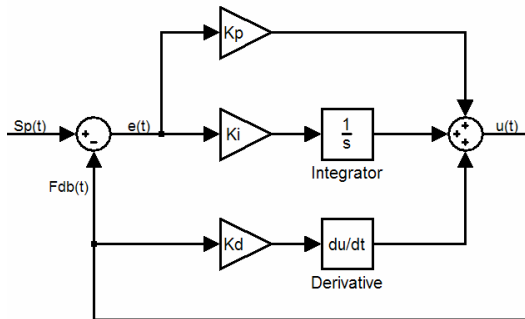 Kp
Sp(t)
+
−
e(t)
Ki
1
s
Integrator
+
+
+
u(t)
Fdb(t)
Kd
du/dt
Derivative